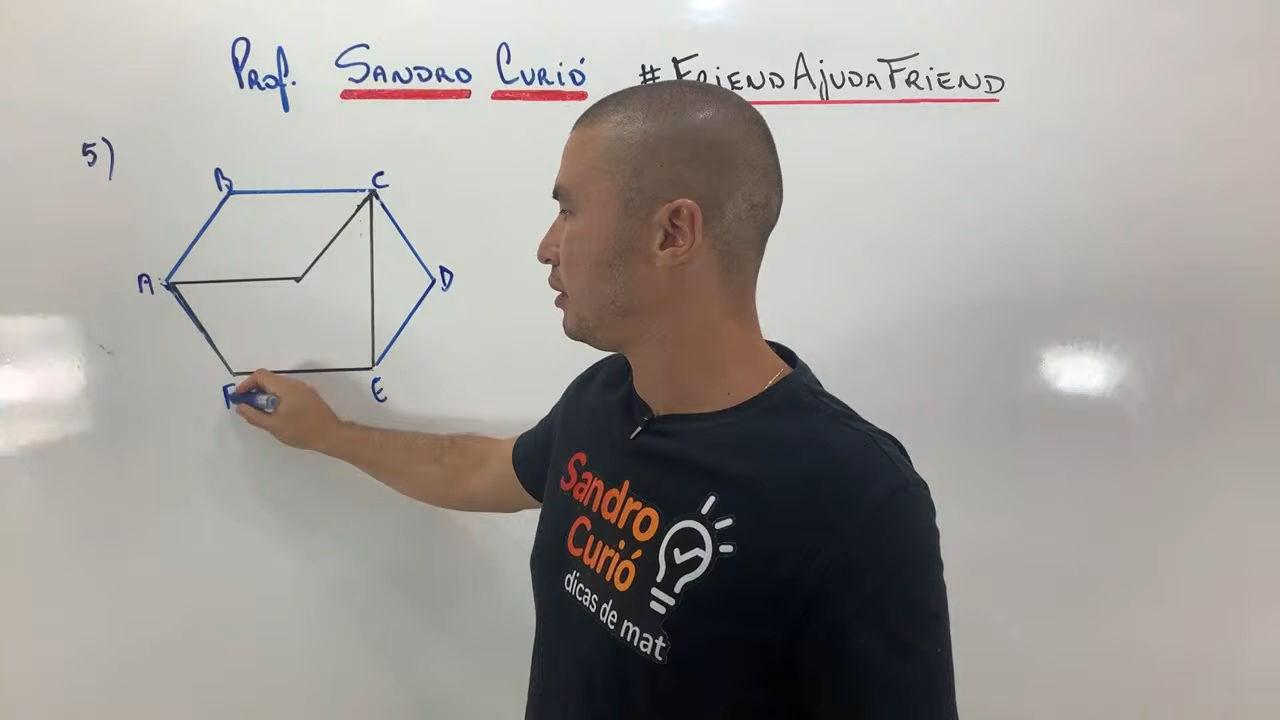 Prof. SANDRO CURIÓ #FRIENDAJUDAFRIEND
5)
B C
A D
F E
Sandro
Curió
dicas de mat